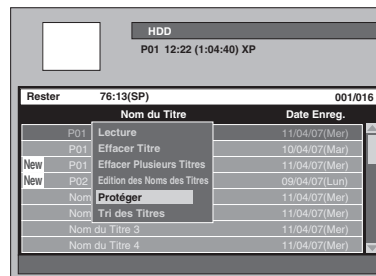 HDD
P01 12:22 (1:04:40) XP
Rester 76:13(SP) 001/016
Nom du Titre Date Enreg.
P01 Lecture 11/04/07(Mer)
P01 Effacer Titre 10/04/07(Mar)
New P01 Effacer Plusieurs Titres 11/04/07(Mer)
New P02 Edition des Noms des Titres 09/04/07(Lun)
Nom Protéger 11/04/07(Mer)
Nom Tri des Titres 11/04/07(Mer)
Nom du Titre 3 11/04/07(Mer)
Nom du Titre 4 11/04/07(Mer)